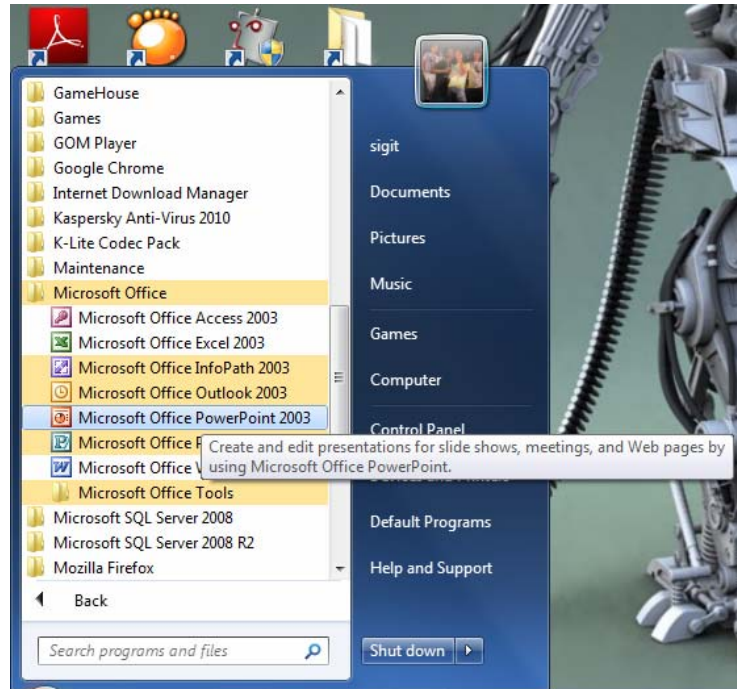 GameHouse
Games
GOM Player
Google Chrome
Internet Download Manager
Kaspersky Anti-Virus 2010
K-Lite Codec Pack
Maintenance
Microsoft Office
Microsoft Office Access 2003
Microsoft Office Excel 2003
Microsoft Office InfoPath 2003
Microsoft Office Outlook 2003
Microsoft Office PowerPoint 2003
Microsoft Office
Microsoft Office
Microsoft Office Tools
Microsoft SQL Server 2008
Microsoft SQL Server 2008 R2
Mozilla Firefox
Back
Search programs and files
sigit
Documents
Pictures
Music
Games
Computer
Control Panel
Create and edit presentations for slide shows, meetings, and Web pages by
using Microsoft Office PowerPoint.
Default Programs
Help and Support
Shut down